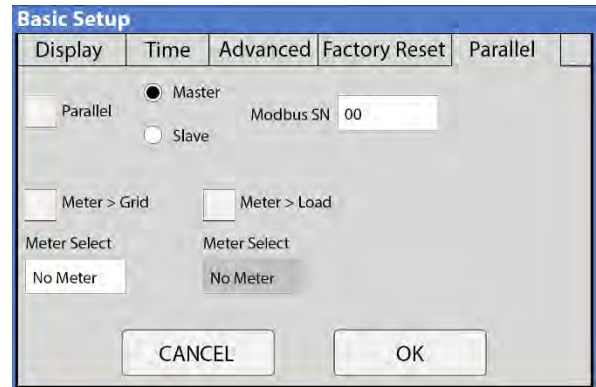 Basic Setup
Display Time Advanced Factory Reset Parallel
Master
Parallel Modbus SN 00
Slave
Meter > Grid Meter > Load
Meter Select Meter Select
No Meter No Meter
CANCEL OK